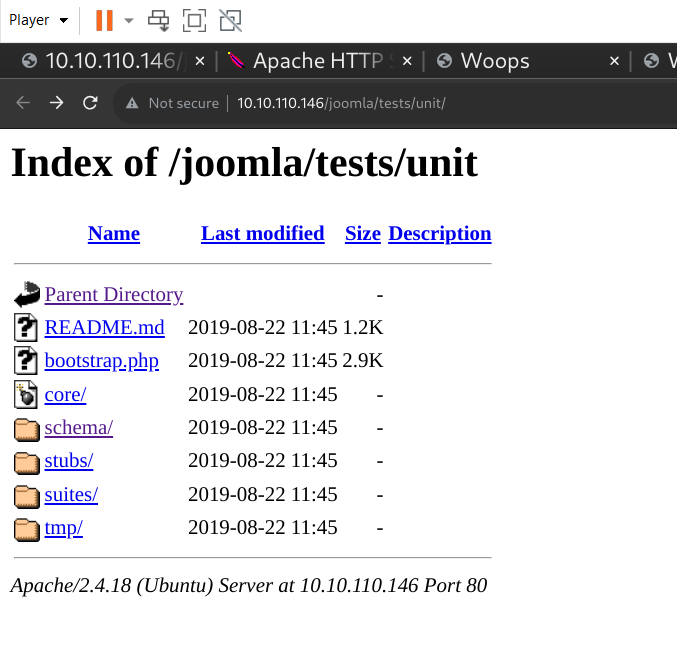 Player
10.10.110.146/j Apache HTTP S Woops
Not secure 10.10.110.146/joomla/tests/unit/
Index of /joomla/tests/unit
Name Last modified Size Description
Parent Directory -
README.md 2019-08-22 11:45 1.2K
bootstrap.php 2019-08-22 11:45 2.9K
core/ 2019-08-22 11:45 -
schema/ 2019-08-22 11:45 -
stubs/ 2019-08-22 11:45 -
suites/ 2019-08-22 11:45 -
tmp/ 2019-08-22 11:45 -
Apache/2.4.18 (Ubuntu) Server at 10.10.110.146 Port 80